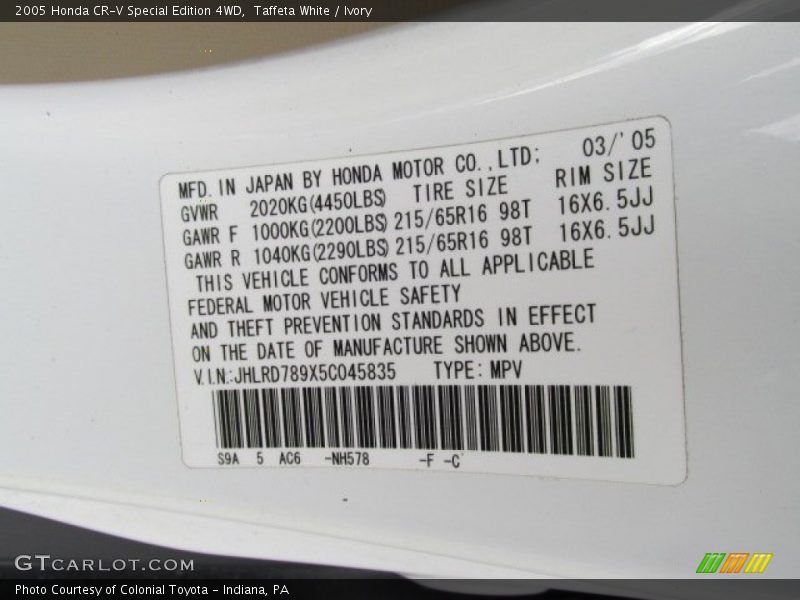 2005 Honda CR-V Special Edition 4WD,  Taffeta White / Ivory
MFD. IN JAPAN BY HONDA MOTOR CO.,LTD; 03/'05
GVWR 2020KG(4450LBS) TIRE SIZE RIM SIZE
GAWR F 1000KG(2200LBS) 215/65R16 98T 16X6.5JJ
GAWR R 1040KG(2290LBS) 215/65R16 98T 16X6.5JJ
THIS VEHICLE CONFORMS TO ALL APPLICABLE
FEDERAL MOTOR VEHICLE SAFETY
AND THEFT PREVENTION STANDARDS IN EFFECT
ON THE DATE OF MANUFACTURE SHOWN ABOVE.
V.I.N.:JHLRD789X5C045835 TYPE: MPV
S9A 5 AC6 -NH578 -F -C
GTCARLOT.COM
Photo Courtesy of Colonial Toyota - Indiana, PA